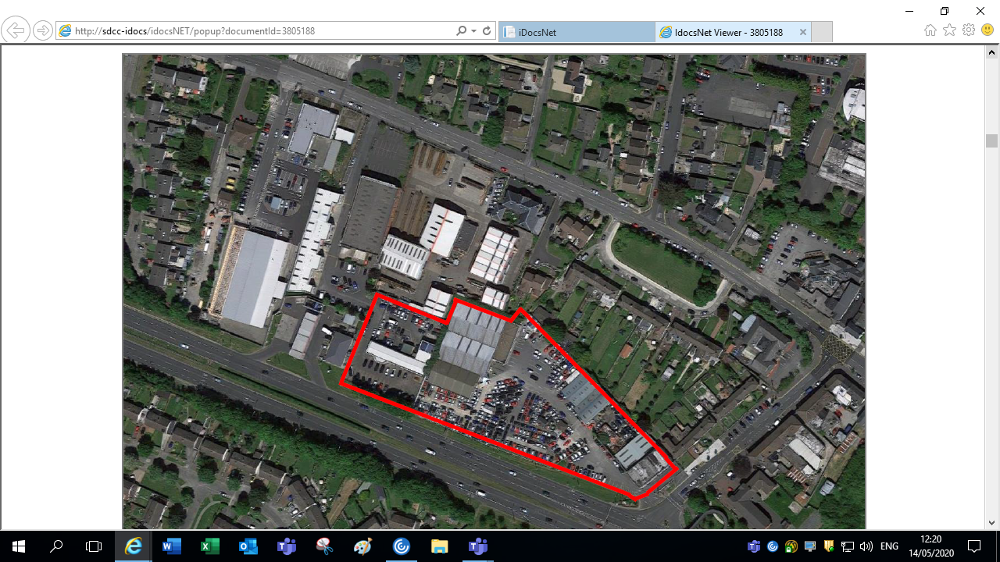 http://sdcc-idocs/idocsNET/popup?documentId=3805188
iDocsNet
IdocsNet Viewer - 3805188
ENG
12:20
14/05/2020